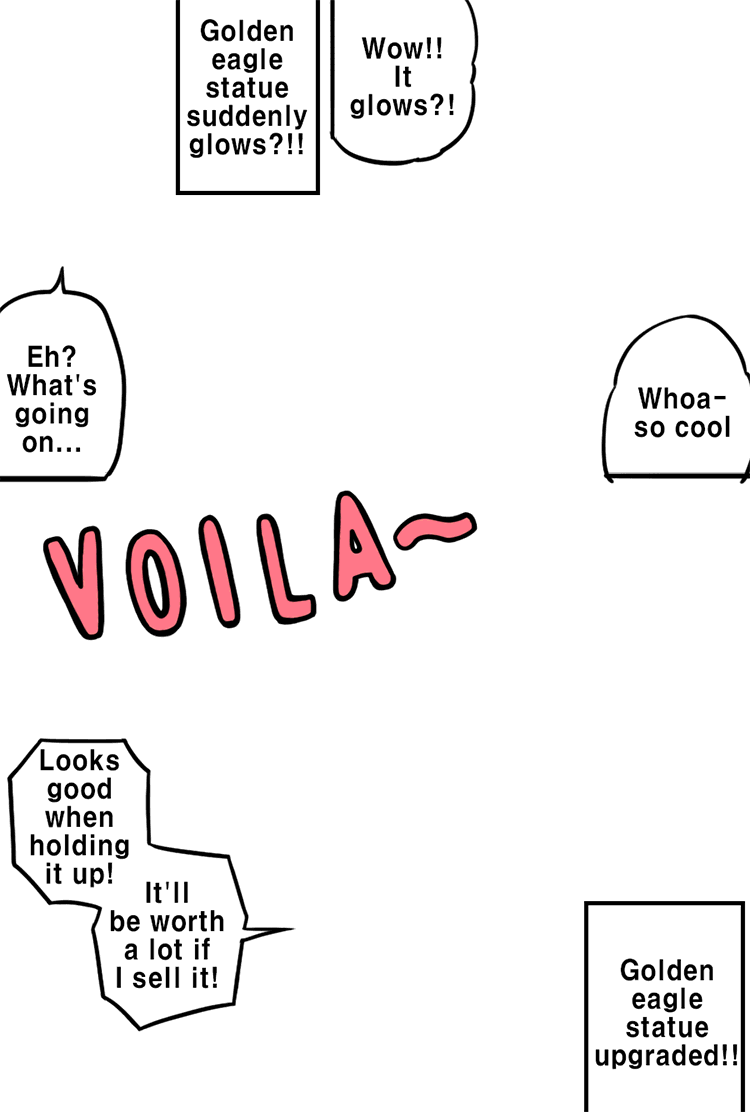 Golden
eagle
statue
suddenly
glows?!!
Wow!!
It
glows?!
Eh?
What's
going
on...
Whoa-
so cool
VOILA~
Looks
good
when
holding
it up!
It'll
be worth
a lot if
I sell it!
Golden
eagle
statue
upgraded!!